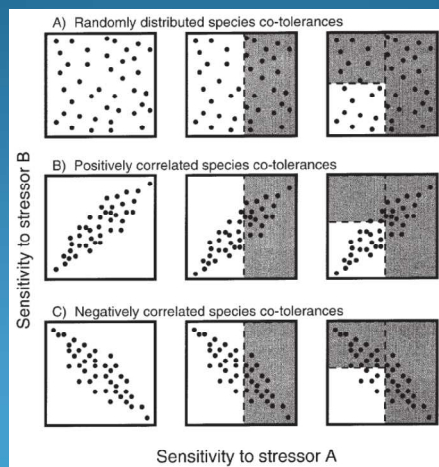 A) Randomly distributed species co-tolerances
B) Positively correlated species co-tolerances
C) Negatively correlated species co-tolerances
Sensitivity to stressor B
Sensitivity to stressor A